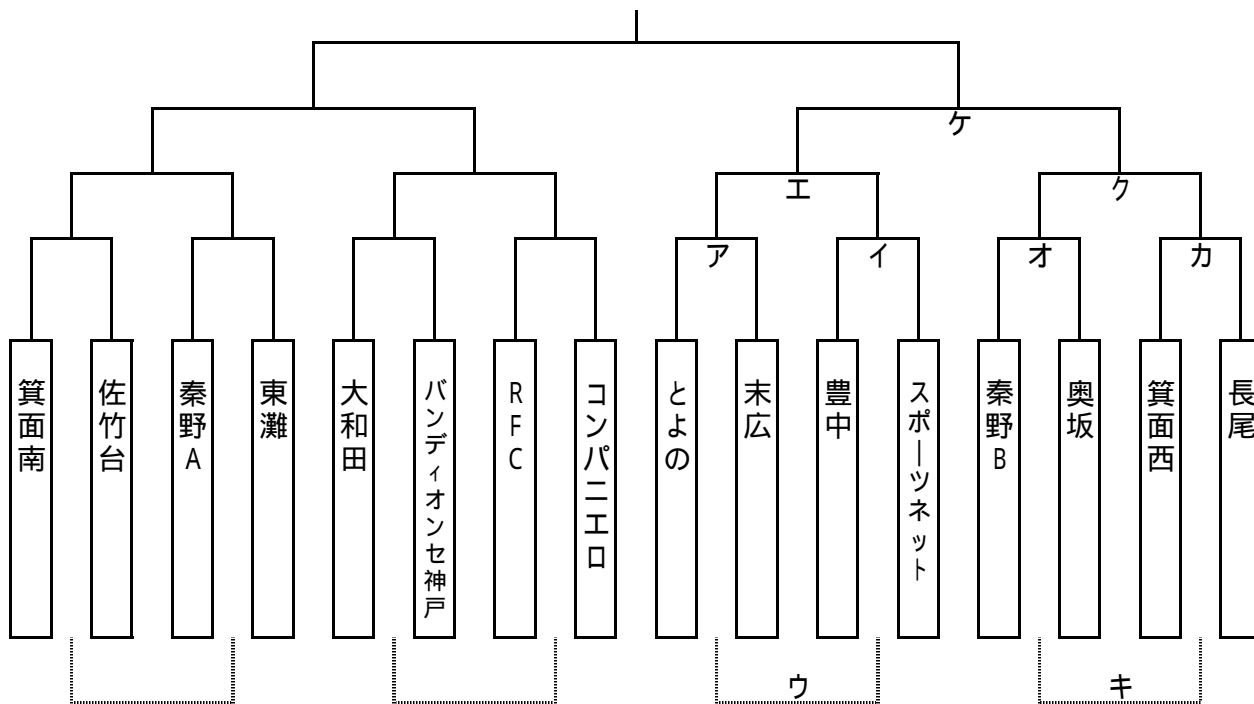 ケ
エ
ク
ア
イ
オ
カ
箕面南
佐竹台
秦野A
東灘
大和田
バンディオンセ神戸
RFC
コンパニエロ
とよの
末広
豊中
スポーツネット
秦野B
奥坂
箕面西
長尾
ウ
キ